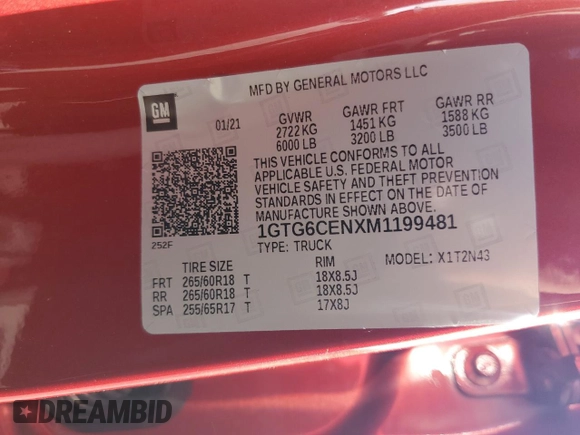 MFD BY GENERAL MOTORS LLC
GM
01/21
GVWR GAWR FRT GAWR RR
2722 KG 1451 KG 1588 KG
6000 LB 3200 LB 3500 LB
THIS VEHICLE CONFORMS TO ALL
APPLICABLE U.S. FEDERAL MOTOR
VEHICLE SAFETY AND THEFT PREVENTION
STANDARDS IN EFFECT ON THE DATE OF
MANUFACTURE SHOWN ABOVE.
252F
1GTG6CENXM1199481
TYPE: TRUCK MODEL: X1T2N43
TIRE SIZE RIM
FRT 265/60R18 T 18X8.5J
RR 265/60R18 T 18X8.5J
SPA 255/65R17 T 17X8J
DREAMBID